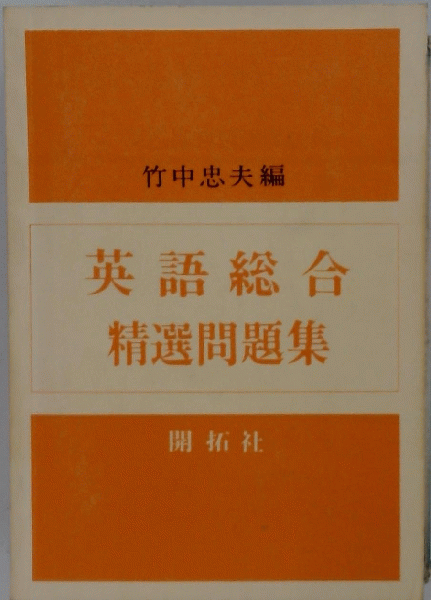 竹中忠夫編
英語総合
精選問題集
開拓社